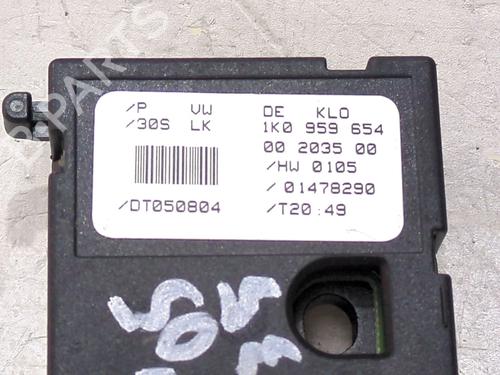 /P VW DE KLO
/30S LK 1K0 959 654
00 2035 00
/HW 0105
/01478290
/DT050804 /T20:49